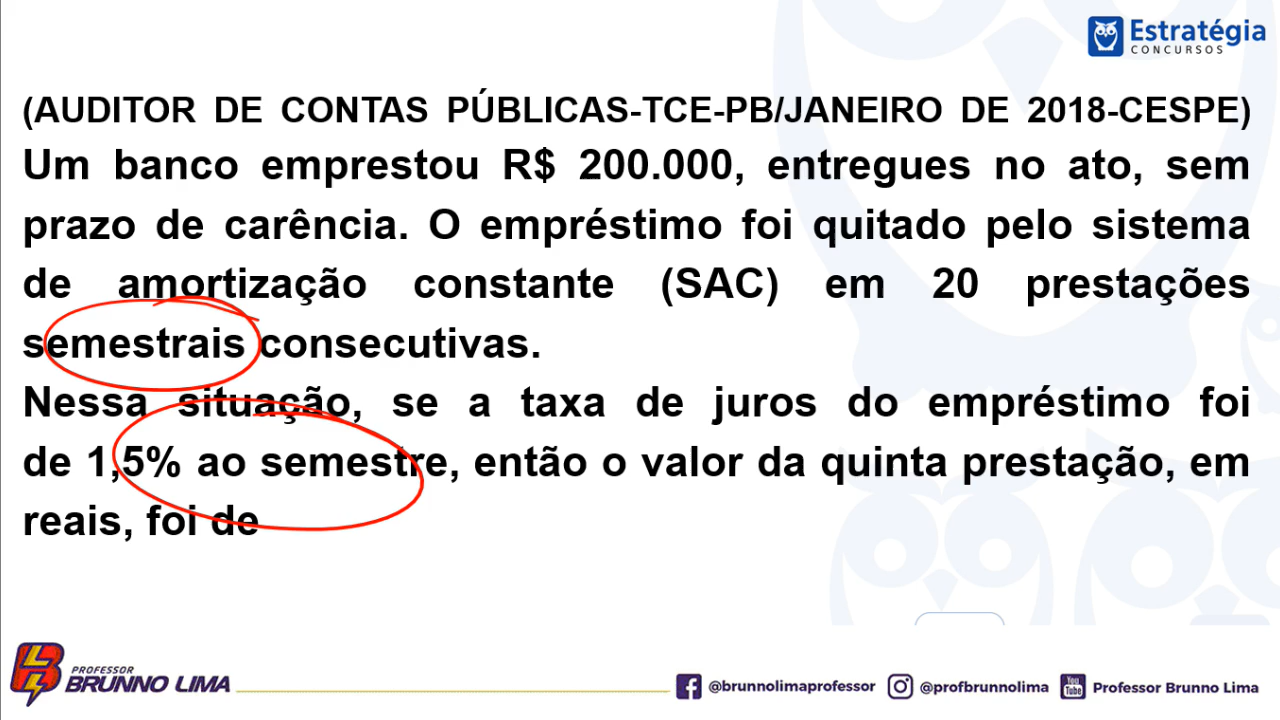 Estratégia
CONCURSOS
(AUDITOR DE CONTAS PÚBLICAS-TCE-PB/JANEIRO DE 2018-CESPE)
Um banco emprestou R$ 200.000, entregues no ato, sem
prazo de carência. O empréstimo foi quitado pelo sistema
de amortização constante (SAC) em 20 prestações
semestrais consecutivas.
Nessa situação, se a taxa de juros do empréstimo foi
de 1,5% ao semestre, então o valor da quinta prestação, em
reais, foi de
PROFESSOR
BRUNNO LIMA
@brunnolimaprofessor
@profbrunnolima
You
Tube
Professor Brunno Lima